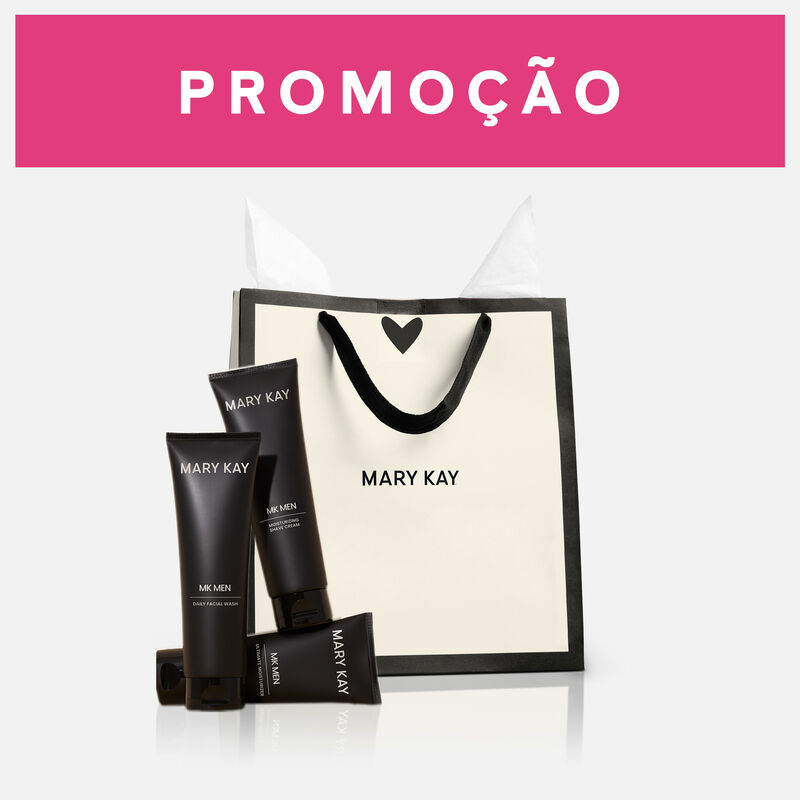 PROMOÇÃO
MARY KAY
MK MEN
MOISTURIZING
SHAVE CREAM
MARY KAY
MK MEN
DAILY FACIAL WASH
MARY KAY
MK MEN
ULTIMATE MOISTURIZER
MARY KAY